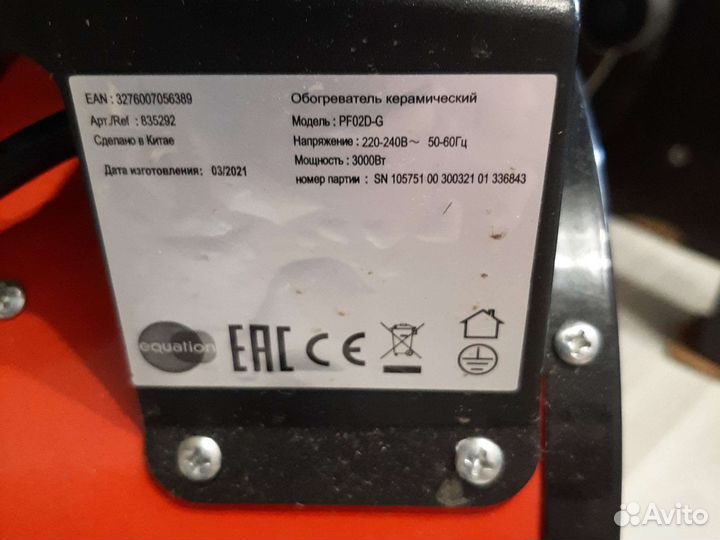 EAN : 3276007056389
Арт./Ref : 835292
Сделано в Китае
Дата изготовления: 03/2021
Обогреватель керамический
Модель : PF02D-G
Напряжение : 220-240В~ 50-60Гц
Мощность : 3000Вт
номер партии : SN 105751 00 300321 01 336843
equation
EAC CE
Avito